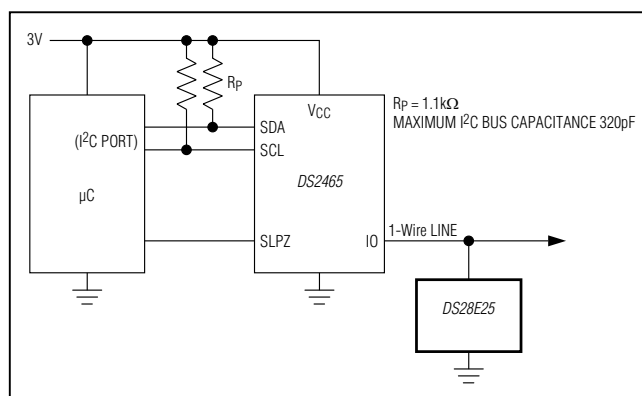 3V
RP
VCC
RP = 1.1kΩ
MAXIMUM I²C BUS CAPACITANCE 320pF
(I²C PORT)
SDA
SCL
DS2465
µC
SLPZ
IO
1-Wire LINE
DS28E25